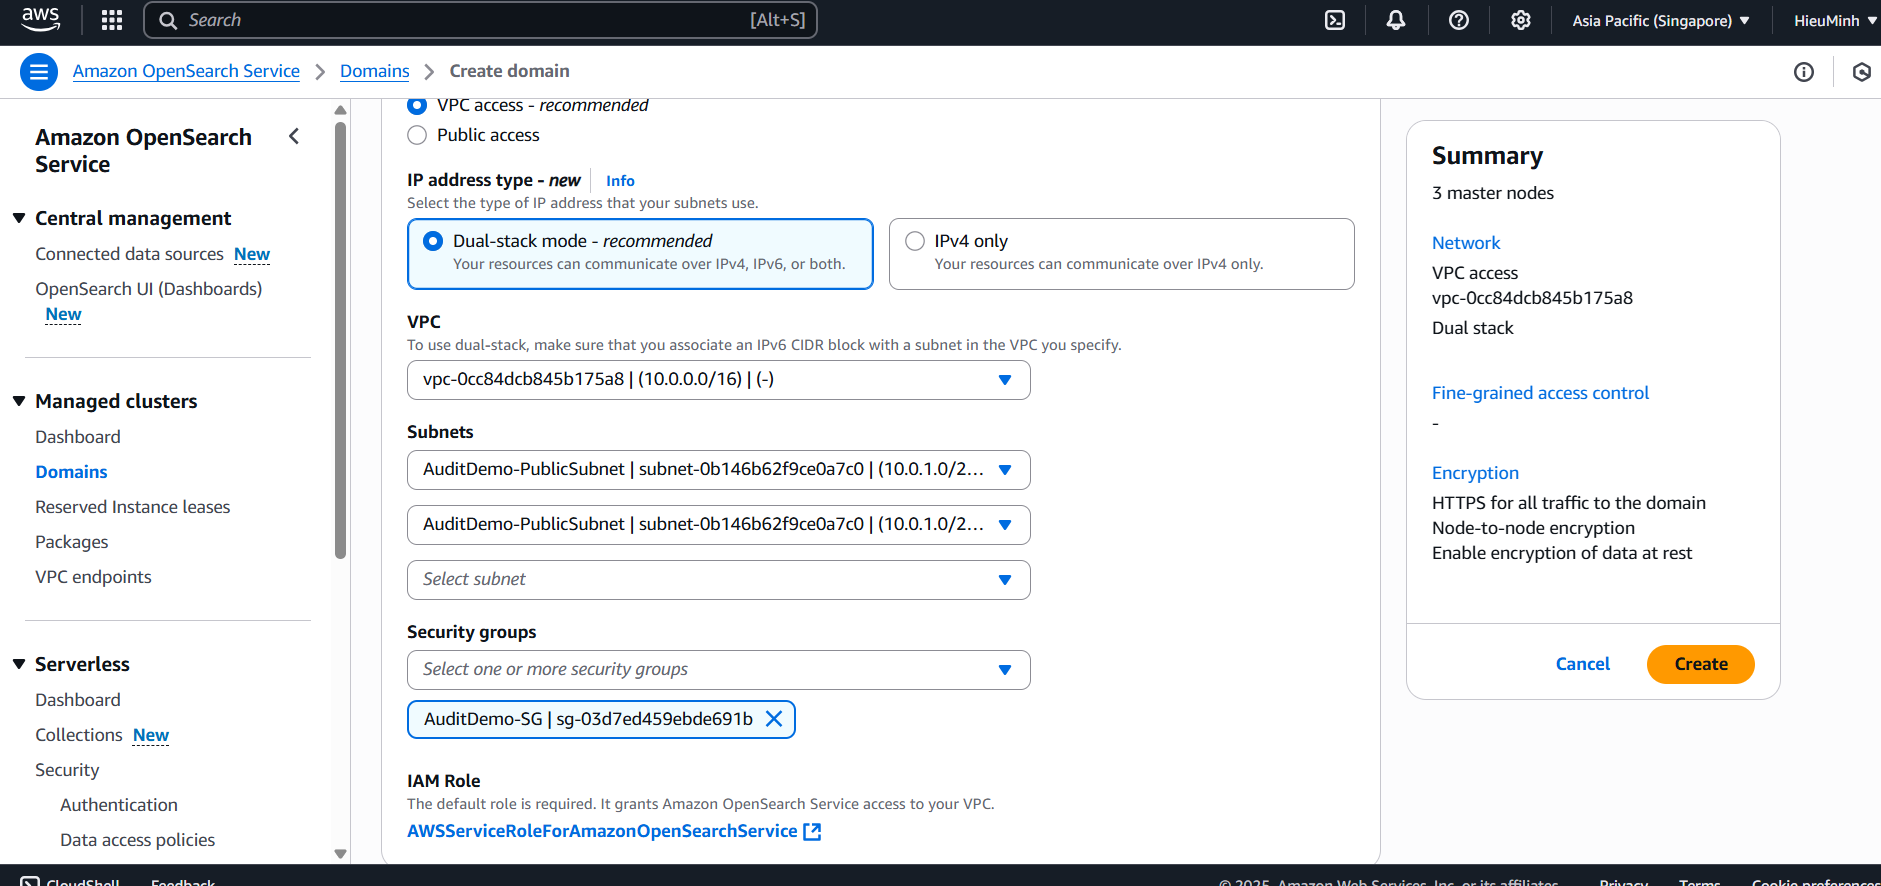 aws
Search [Alt+S]
Asia Pacific (Singapore)
HieuMinh
Amazon OpenSearch Service
Domains
Create domain
Amazon OpenSearch
Service
Central management
Connected data sources New
OpenSearch UI (Dashboards)
New
Managed clusters
Dashboard
Domains
Reserved Instance leases
Packages
VPC endpoints
Serverless
Dashboard
Collections New
Security
Authentication
Data access policies
VPC access - recommended
Public access
IP address type - new Info
Select the type of IP address that your subnets use.
Dual-stack mode - recommended
Your resources can communicate over IPv4, IPv6, or both.
IPv4 only
Your resources can communicate over IPv4 only.
VPC
To use dual-stack, make sure that you associate an IPv6 CIDR block with a subnet in the VPC you specify.
vpc-0cc84dcb845b175a8 | (10.0.0.0/16) | (-)
Subnets
AuditDemo-PublicSubnet | subnet-0b146b62f9ce0a7c0 | (10.0.1.0/2...
AuditDemo-PublicSubnet | subnet-0b146b62f9ce0a7c0 | (10.0.1.0/2...
Select subnet
Security groups
Select one or more security groups
AuditDemo-SG | sg-03d7ed459ebde691b
IAM Role
The default role is required. It grants Amazon OpenSearch Service access to your VPC.
AWSServiceRoleForAmazonOpenSearchService
Summary
3 master nodes
Network
VPC access
vpc-0cc84dcb845b175a8
Dual stack
Fine-grained access control
-
Encryption
HTTPS for all traffic to the domain
Node-to-node encryption
Enable encryption of data at rest
Cancel
Create
CloudShell
Feedback
© 2025, Amazon Web Services, Inc. or its affiliates.
Privacy
Terms
Cookie preferences